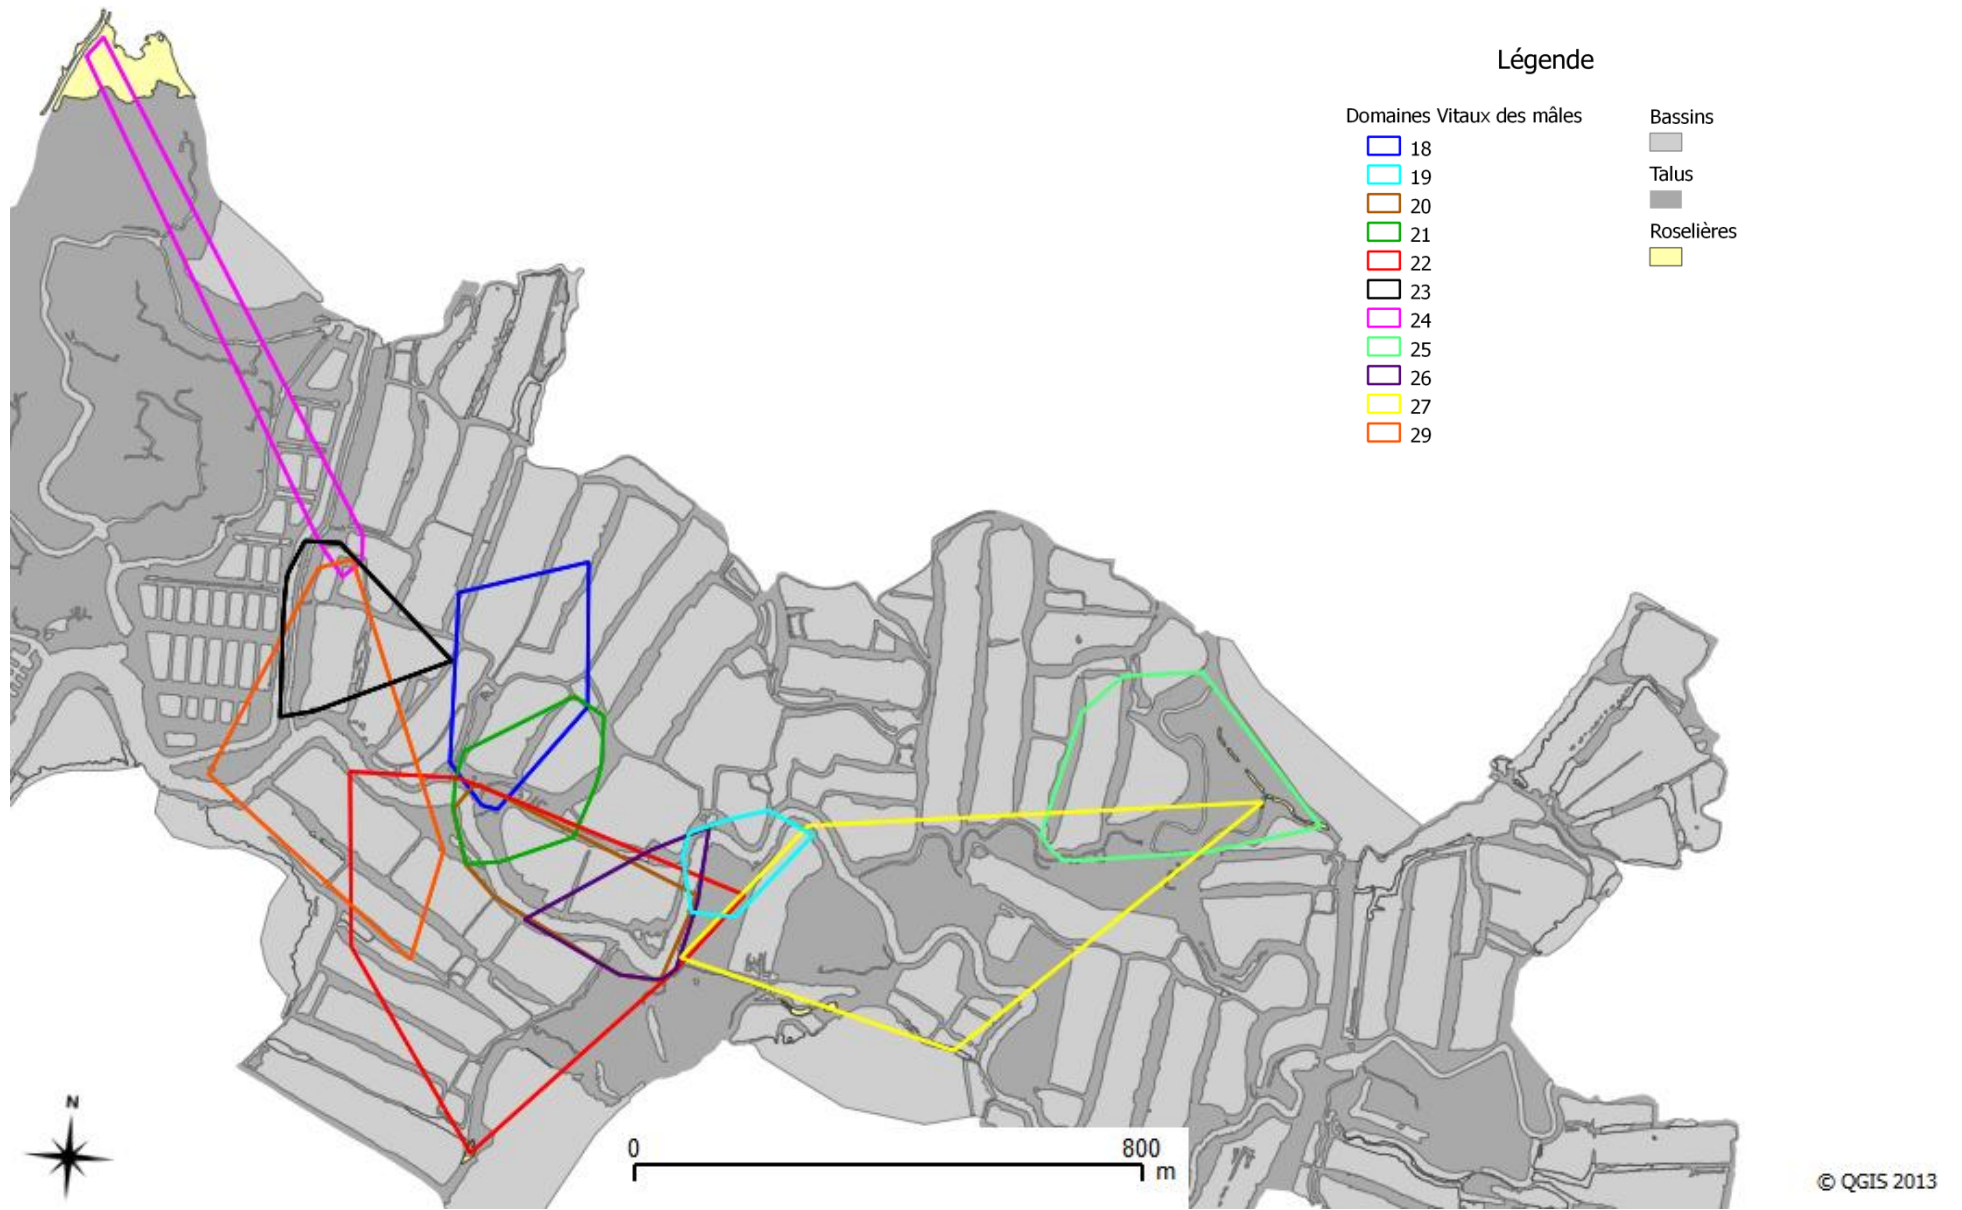 Légende
Domaines Vitaux des mâles
18
19
20
21
22
23
24
25
26
27
29
Bassins
Talus
Roselières
N
0 800
m
© QGIS 2013